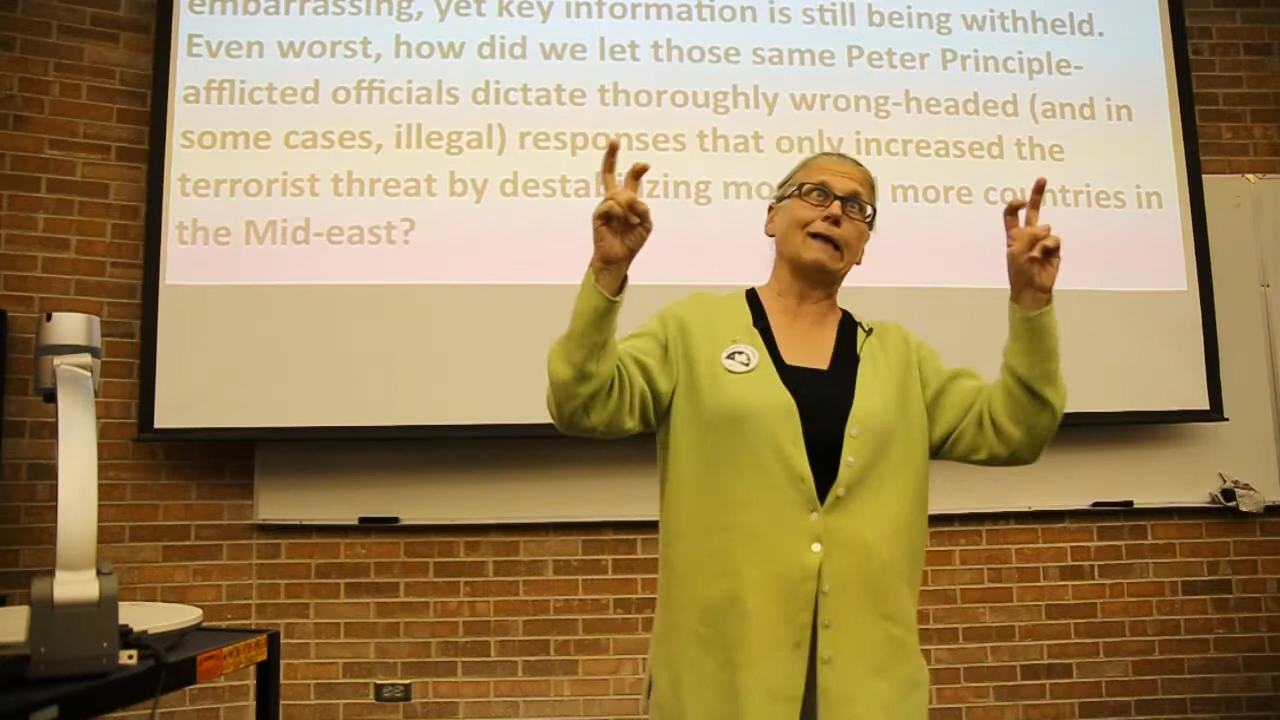 embarrassing, yet key information is still being withheld.
Even worst, how did we let those same Peter Principle-
afflicted officials dictate thoroughly wrong-headed (and in
some cases, illegal) responses that only increased the
terrorist threat by more countries in
the Mid-east?